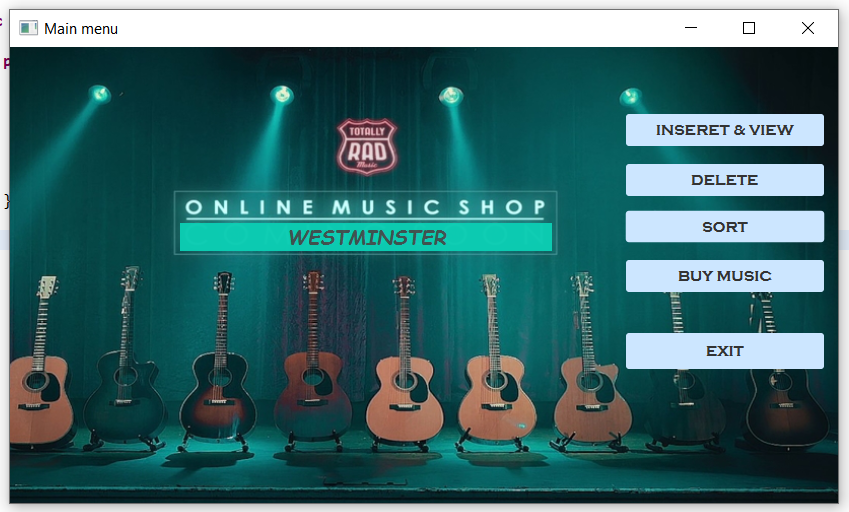 Main menu
TOTALLY
RAD
Music
ONLINE MUSIC SHOP
WESTMINSTER
INSERET & VIEW
DELETE
SORT
BUY MUSIC
EXIT